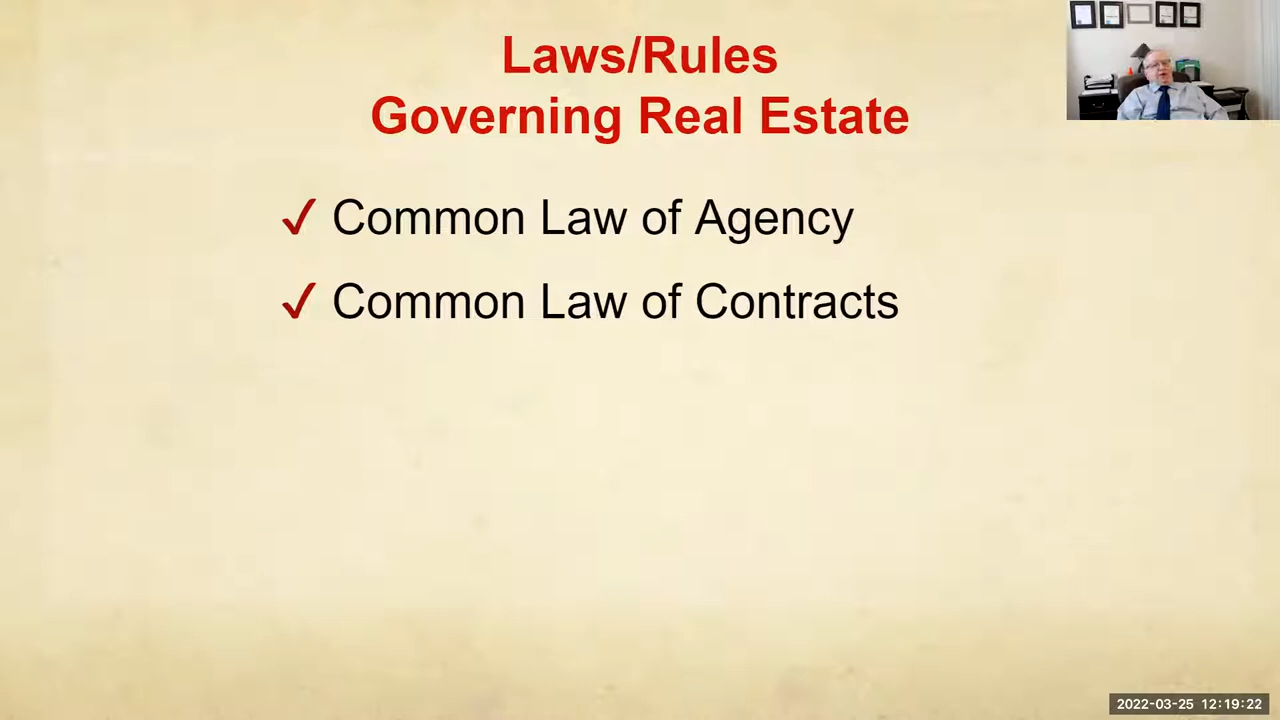 Laws/Rules
Governing Real Estate
✓ Common Law of Agency
✓ Common Law of Contracts
2022-03-25 12:19:22